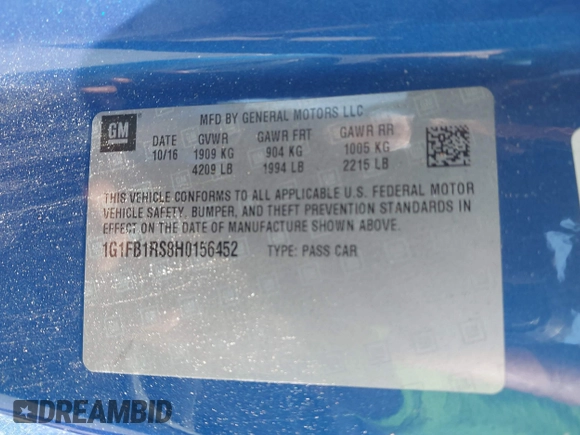 MFD BY GENERAL MOTORS LLC
GM
DATE GVWR GAWR FRT GAWR RR
10/16 1909 KG 904 KG 1005 KG
4209 LB 1994 LB 2215 LB
THIS VEHICLE CONFORMS TO ALL APPLICABLE U.S. FEDERAL MOTOR
VEHICLE SAFETY, BUMPER, AND THEFT PREVENTION STANDARDS IN
EFFECT ON THE DATE OF MANUFACTURE SHOWN ABOVE.
1G1FB1RS8H0156452 TYPE: PASS CAR
DREAMBID